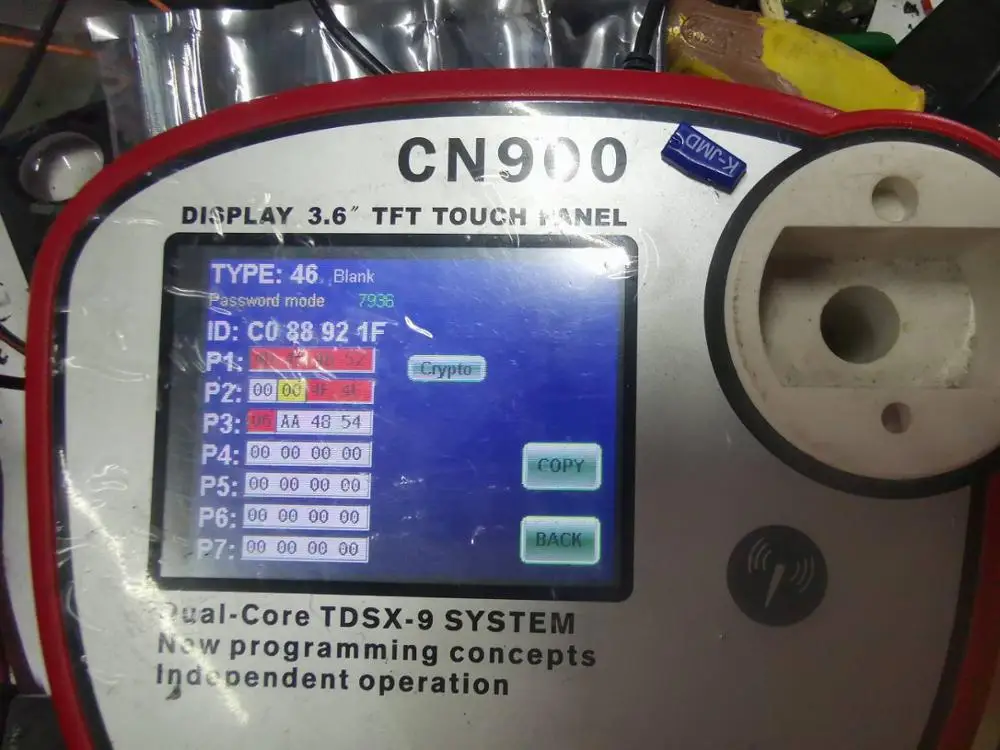 CN900
K-JMD
DISPLAY 3.6" TFT TOUCH PANEL
TYPE: 46 Blank
Password mode 7936
ID: C0 88 92 1F
P1: 52
Crypto
P2: 00 00
P3: AA 48 54
P4: 00 00 00 00
COPY
P5: 00 00 00 00
P6: 00 00 00 00
BACK
P7: 00 00 00 00
Dual-Core TDSX-9 SYSTEM
New programming concepts
Independent operation